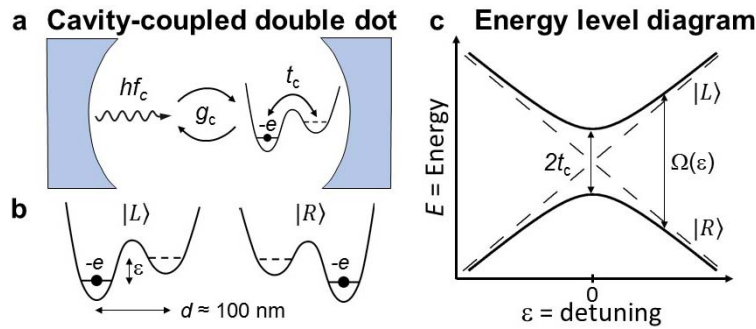 a Cavity-coupled double dot
hf_c
g_c
t_c
-e
b
|L⟩
|R⟩
-e
ε
-e
d ≈ 100 nm
c Energy level diagram
E = Energy
|L⟩
2t_c
Ω(ε)
|R⟩
0
ε = detuning